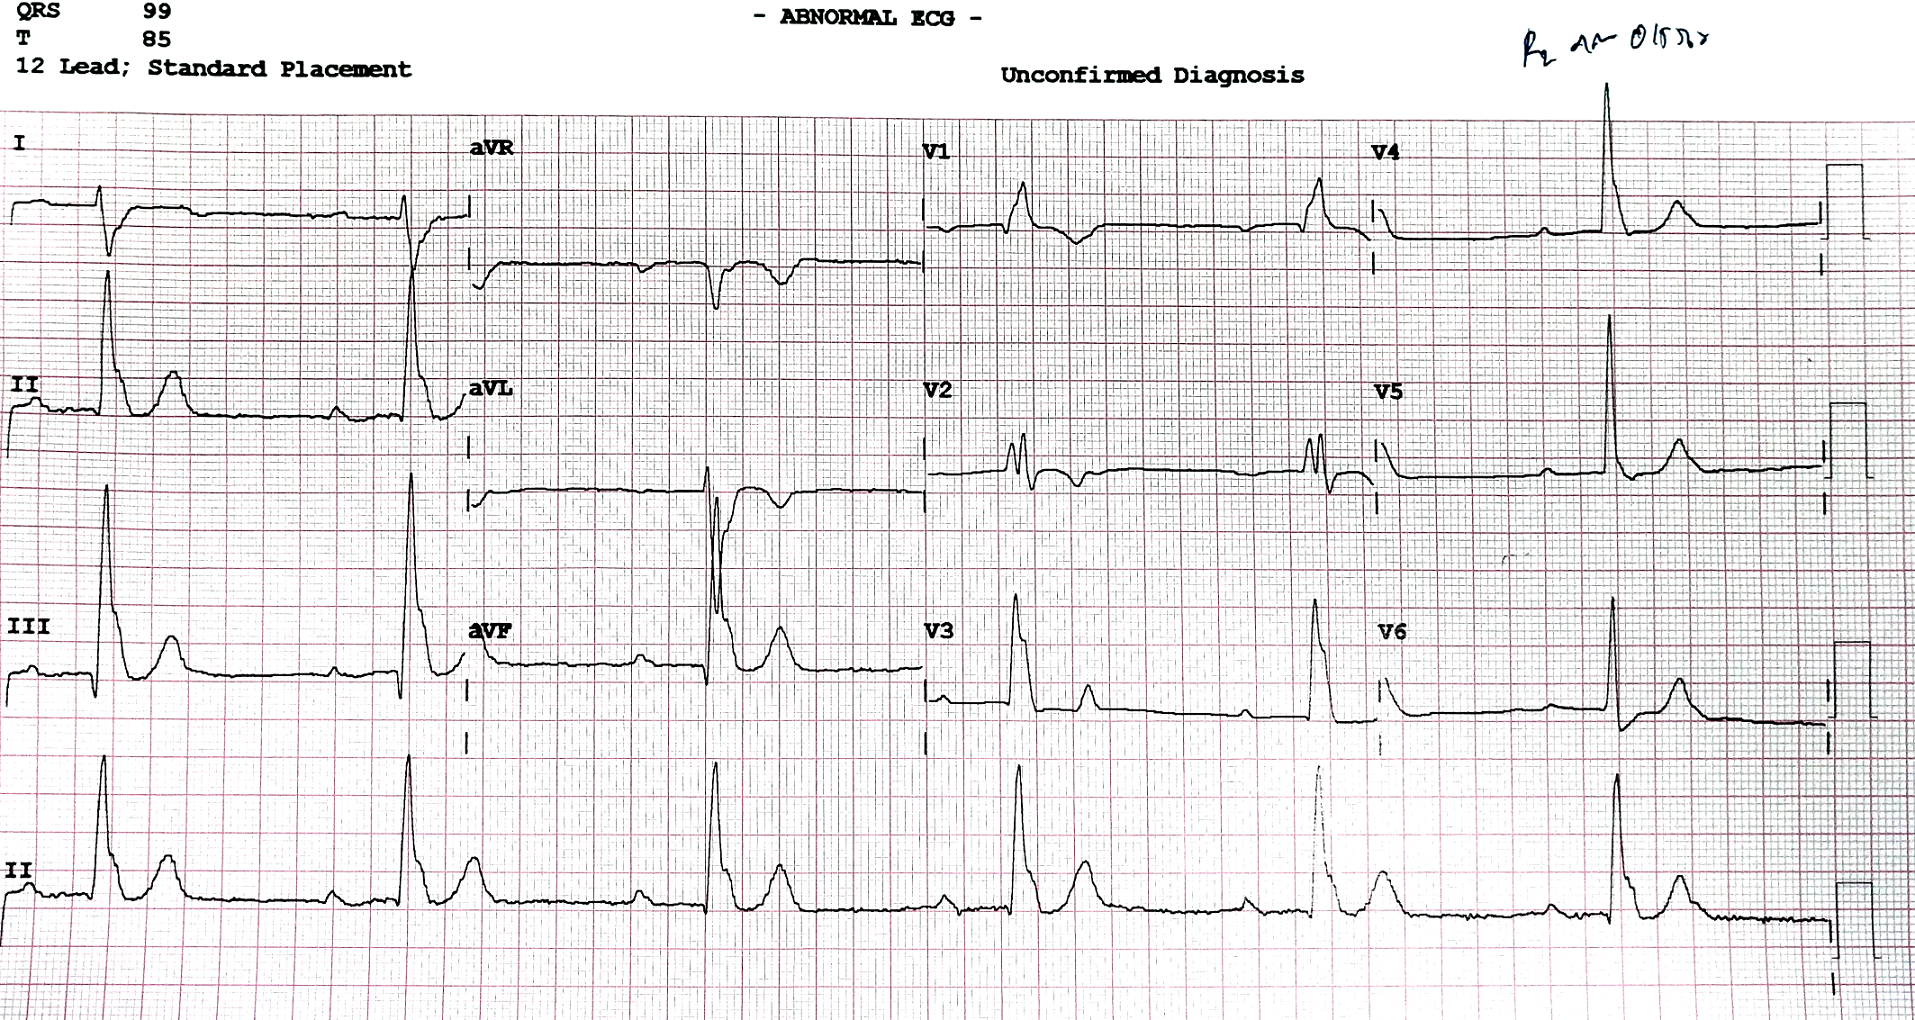 QRS 99
T 85
12 Lead; Standard Placement
- ABNORMAL ECG -
Unconfirmed Diagnosis
I
aVR
V1
V4
II
aVL
V2
V5
III
aVF
V3
V6
II